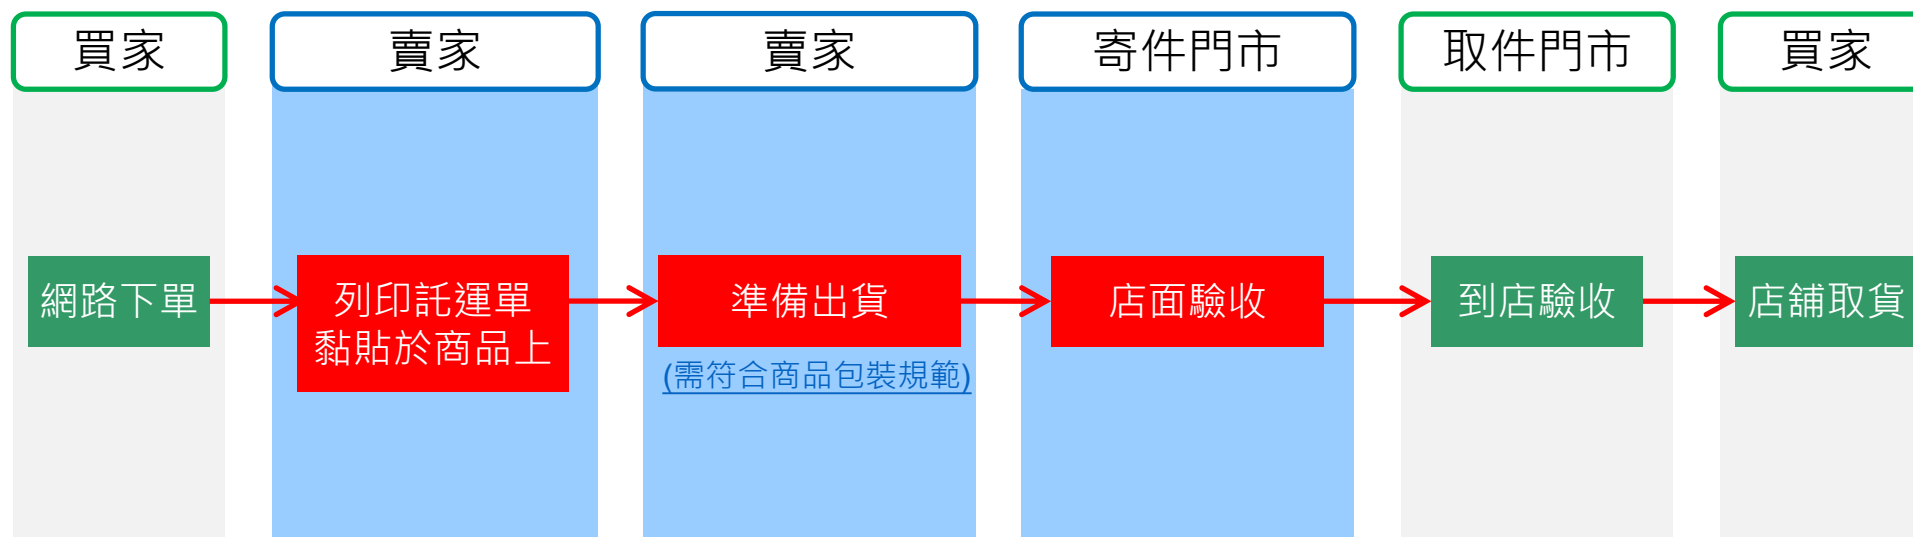 買家
賣家
賣家
寄件門市
取件門市
買家
網路下單
列印託運單
黏貼於商品上
準備出貨
(需符合商品包裝規範)
店面驗收
到店驗收
店舖取貨